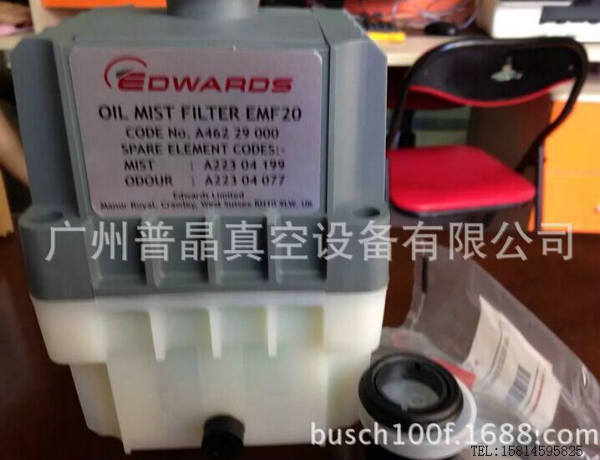 EDWARDS
OIL MIST FILTER EMF20
CODE No. A462 29 000
SPARE ELEMENT CODES:-
MIST : A223 04 199
ODOUR : A223 04 077
Edwards Limited
Manor Royal, Crawley, West Sussex RH10 9LW, UK
广州普晶真空设备有限公司
busch100f.1688.com
TEL:15814595825